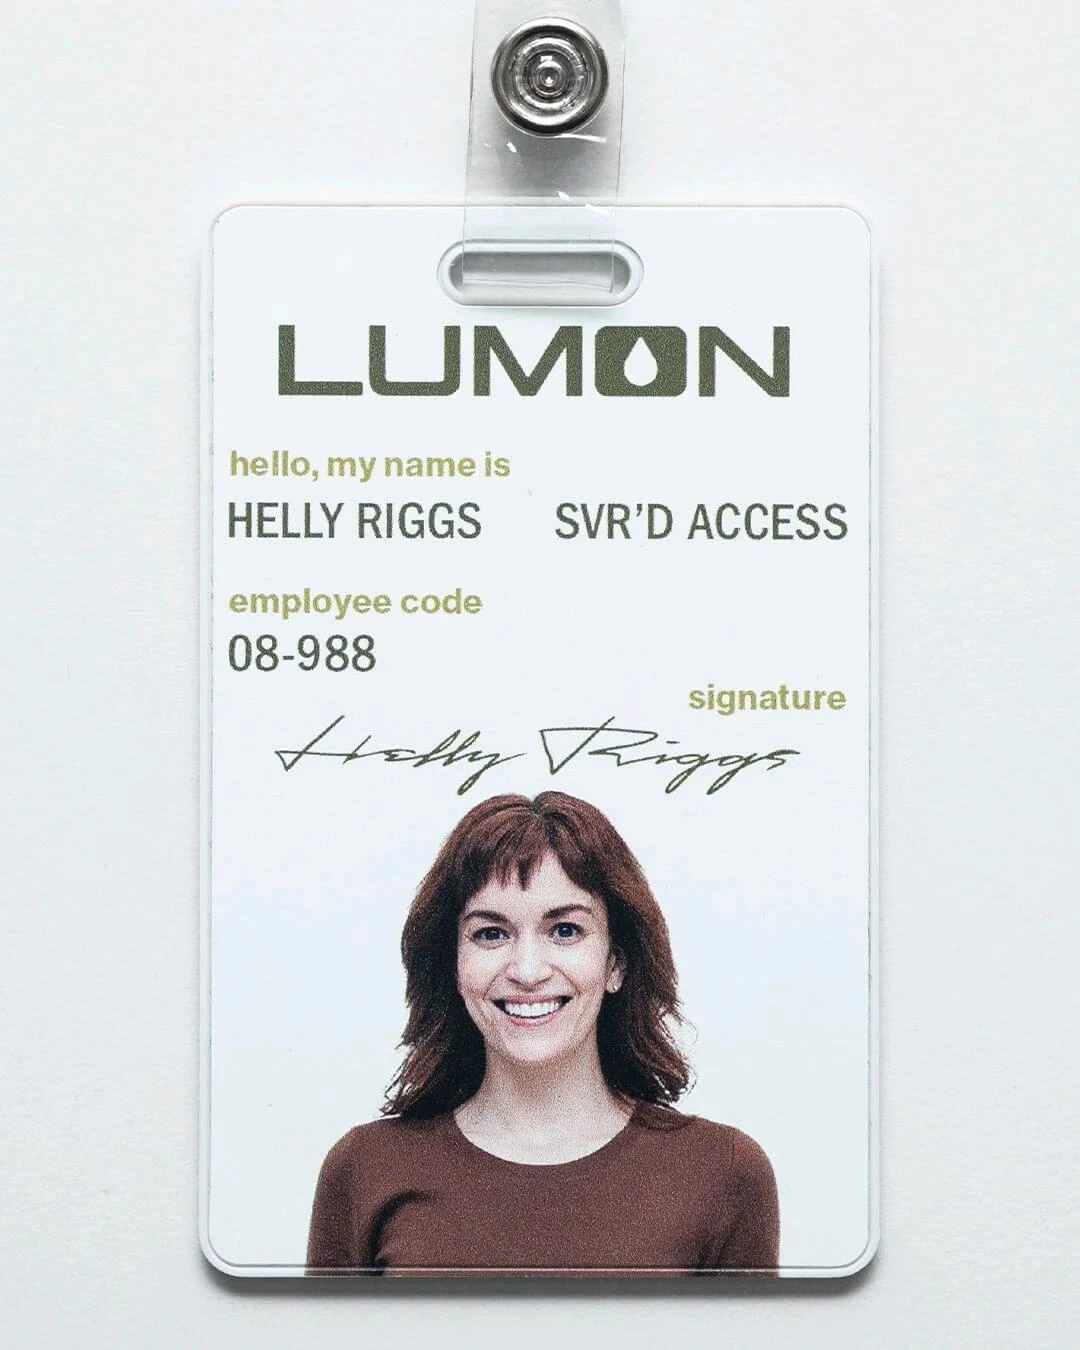 LUMON
hello, my name is
HELLY RIGGS SVR’D ACCESS
employee code
08-988
signature
Helly Riggs